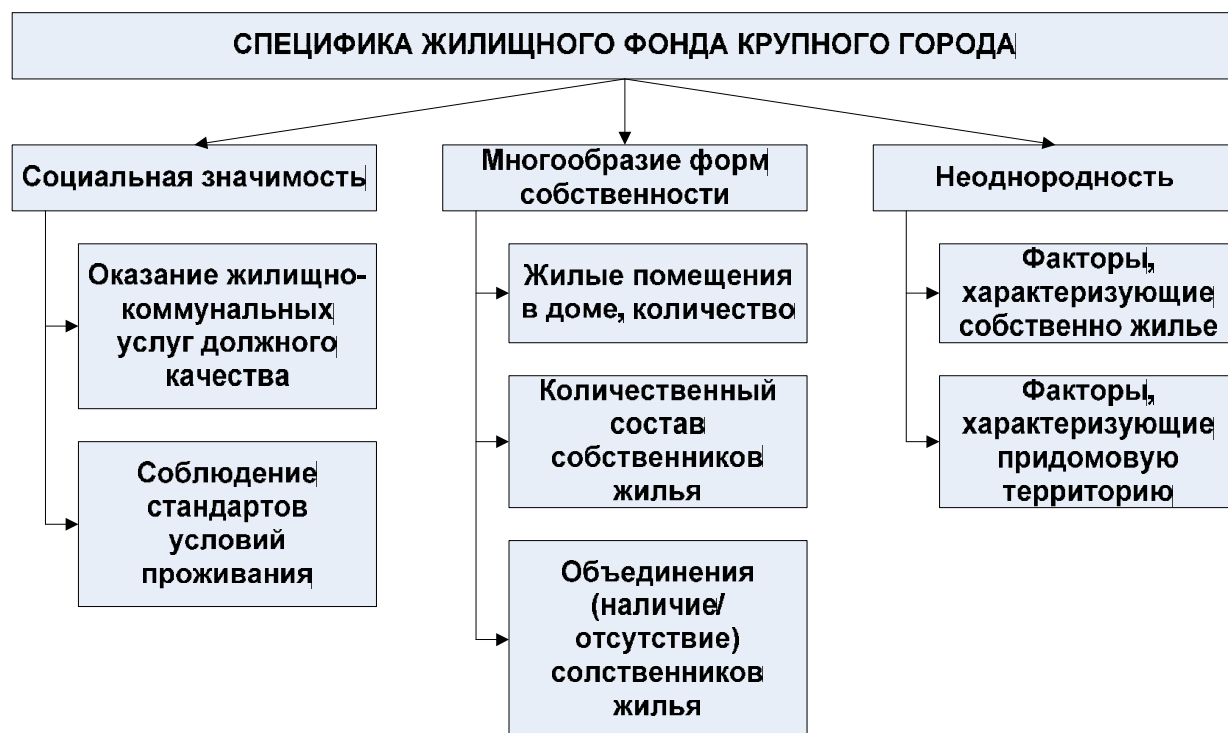 СПЕЦИФИКА ЖИЛИЩНОГО ФОНДА КРУПНОГО ГОРОДА
Социальная значимость
Оказание жилищно-
коммунальных
услуг должного
качества
Соблюдение
стандартов
условий
проживания
Многообразие форм
собственности
Жилые помещения
в доме, количество
Количественный
состав
собственников
жилья
Объединения
(наличие/
отсутствие)
солственников
жилья
Неоднородность
Факторы,
характеризующие
собственно жилье
Факторы,
характеризующие
придомовую
территорию